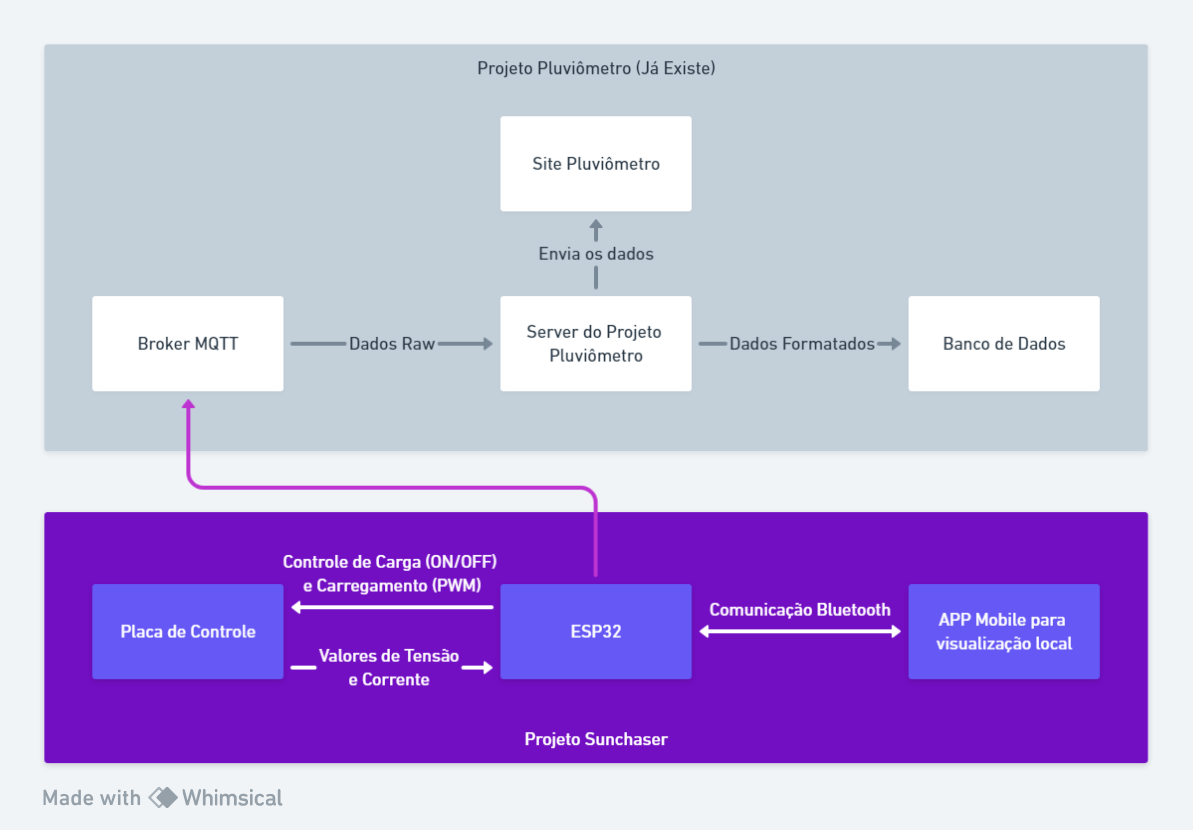 Projeto Pluviômetro (Já Existe)
Site Pluviômetro
Envia os dados
Broker MQTT
Dados Raw
Server do Projeto
Pluviômetro
Dados Formatados
Banco de Dados
Controle de Carga (ON/OFF)
e Carregamento (PWM)
Placa de Controle
Valores de Tensão
e Corrente
ESP32
Comunicação Bluetooth
APP Mobile para
visualização local
Projeto Sunchaser
Made with Whimsical